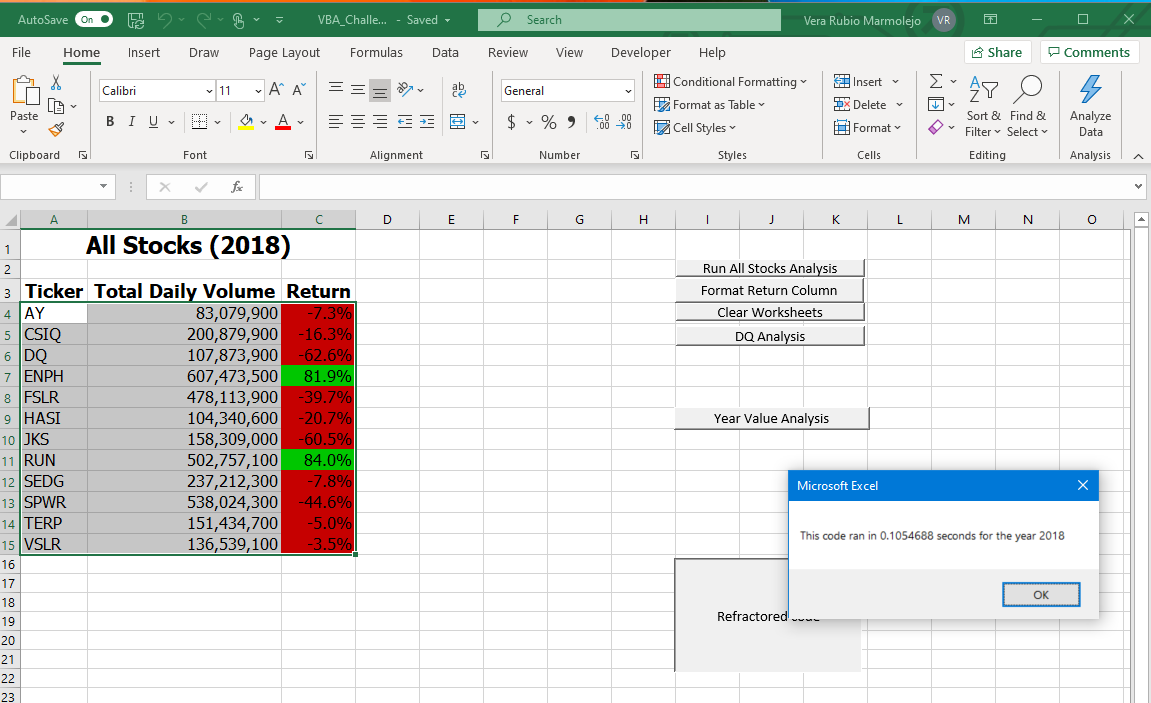 AutoSave On VBA_Challe... - Saved Search Vera Rubio Marmolejo VR
File Home Insert Draw Page Layout Formulas Data Review View Developer Help Share Comments
Calibri 11 A^ A˅ ab General Conditional Formatting Insert Σ A Z
Format as Table Delete
Paste B I U A $ % 9 .00 .0 Cell Styles Format Sort & Filter Find & Select Analyze Data
Clipboard Font Alignment Number Styles Cells Editing Analysis
fx
A B C D E F G H I J K L M N O
1 All Stocks (2018)
2 Run All Stocks Analysis
3 Ticker Total Daily Volume Return Format Return Column
4 AY 83,079,900 -7.3% Clear Worksheets
5 CSIQ 200,879,900 -16.3% DQ Analysis
6 DQ 107,873,900 -62.6%
7 ENPH 607,473,500 81.9%
8 FSLR 478,113,900 -39.7%
9 HASI 104,340,600 -20.7% Year Value Analysis
10 JKS 158,309,000 -60.5%
11 RUN 502,757,100 84.0%
12 SEDG 237,212,300 -7.8% Microsoft Excel
13 SPWR 538,024,300 -44.6%
14 TERP 151,434,700 -5.0% This code ran in 0.1054688 seconds for the year 2018
15 VSLR 136,539,100 -3.5%
16
17 OK
18
19 Refractored code
20
21
22
23